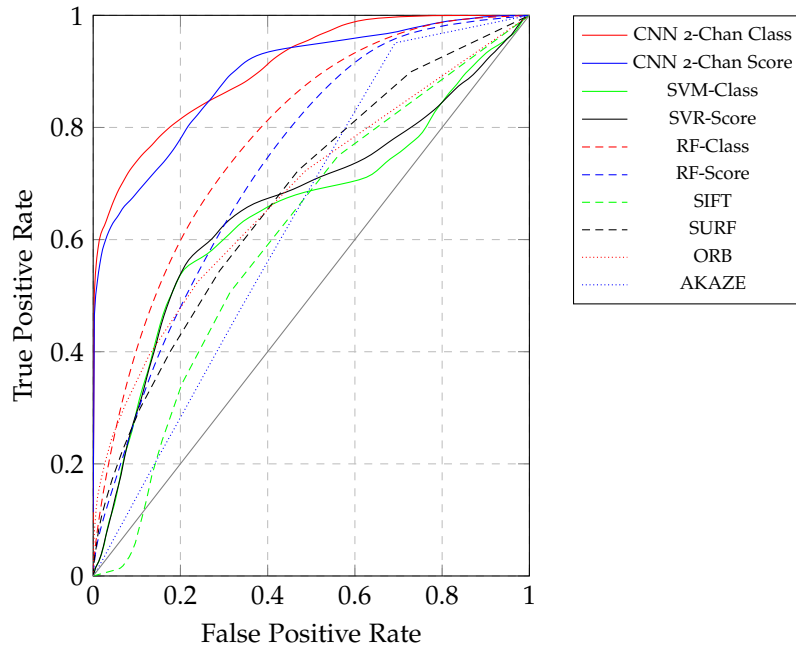 1
0.8
0.6
0.4
0.2
0
0 0.2 0.4 0.6 0.8 1
True Positive Rate
False Positive Rate
CNN 2-Chan Class
CNN 2-Chan Score
SVM-Class
SVR-Score
RF-Class
RF-Score
SIFT
SURF
ORB
AKAZE